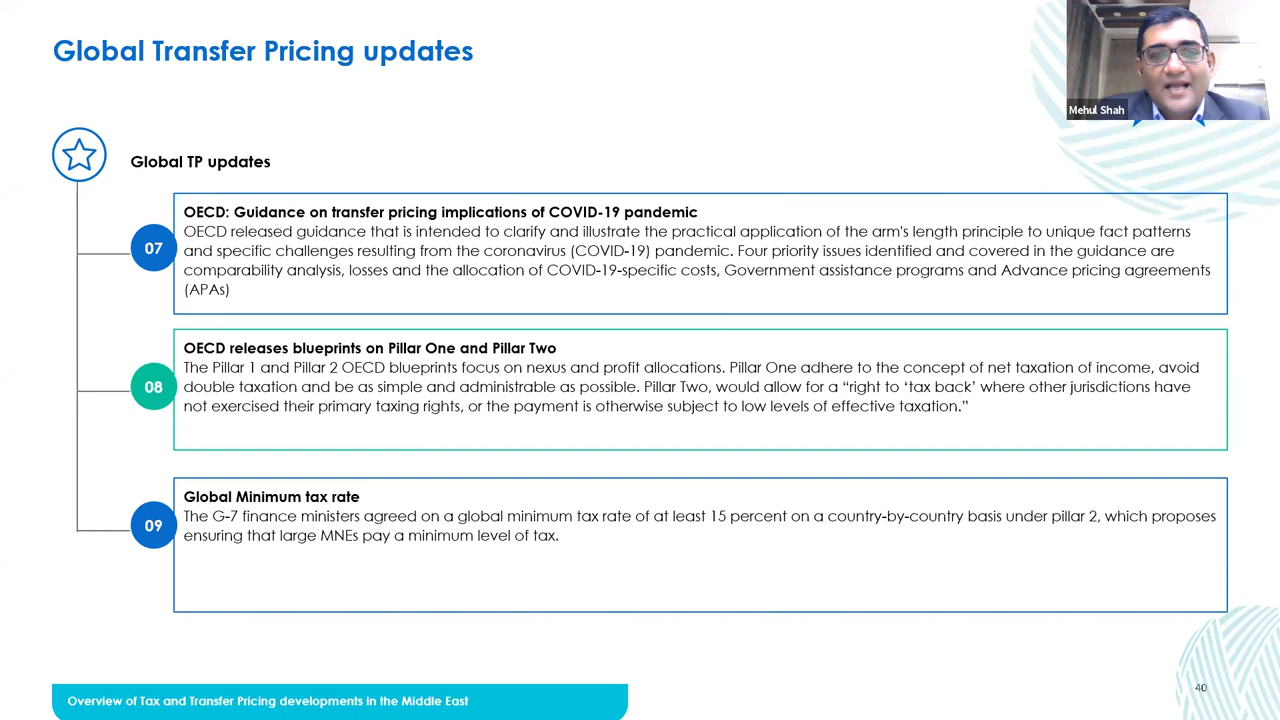 Global Transfer Pricing updates
Mehul Shah
Global TP updates
07
OECD: Guidance on transfer pricing implications of COVID-19 pandemic
OECD released guidance that is intended to clarify and illustrate the practical application of the arm's length principle to unique fact patterns
and specific challenges resulting from the coronavirus (COVID-19) pandemic. Four priority issues identified and covered in the guidance are
comparability analysis, losses and the allocation of COVID-19-specific costs, Government assistance programs and Advance pricing agreements
(APAs)
08
OECD releases blueprints on Pillar One and Pillar Two
The Pillar 1 and Pillar 2 OECD blueprints focus on nexus and profit allocations. Pillar One adhere to the concept of net taxation of income, avoid
double taxation and be as simple and administrable as possible. Pillar Two, would allow for a “right to ‘tax back’ where other jurisdictions have
not exercised their primary taxing rights, or the payment is otherwise subject to low levels of effective taxation.”
09
Global Minimum tax rate
The G-7 finance ministers agreed on a global minimum tax rate of at least 15 percent on a country-by-country basis under pillar 2, which proposes
ensuring that large MNEs pay a minimum level of tax.
Overview of Tax and Transfer Pricing developments in the Middle East
40